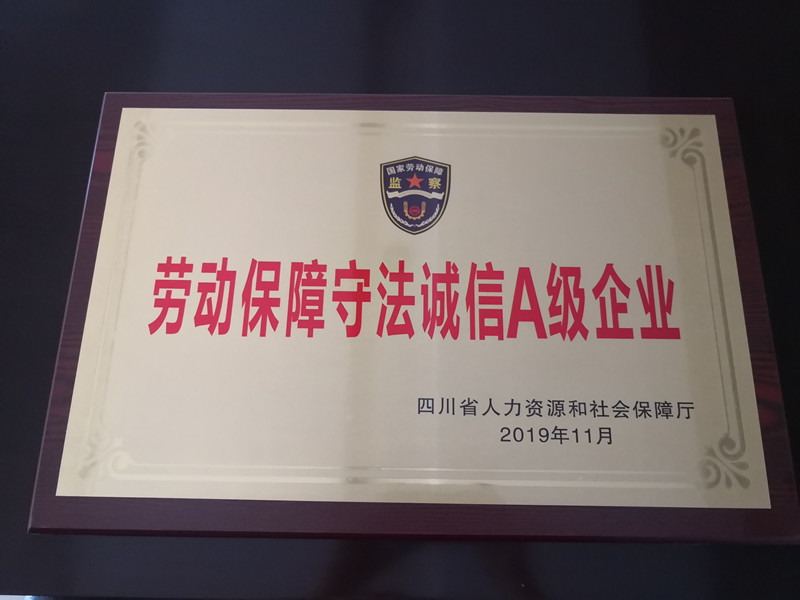 国家劳动保障
监察
劳动保障守法诚信A级企业
四川省人力资源和社会保障厅
2019年11月